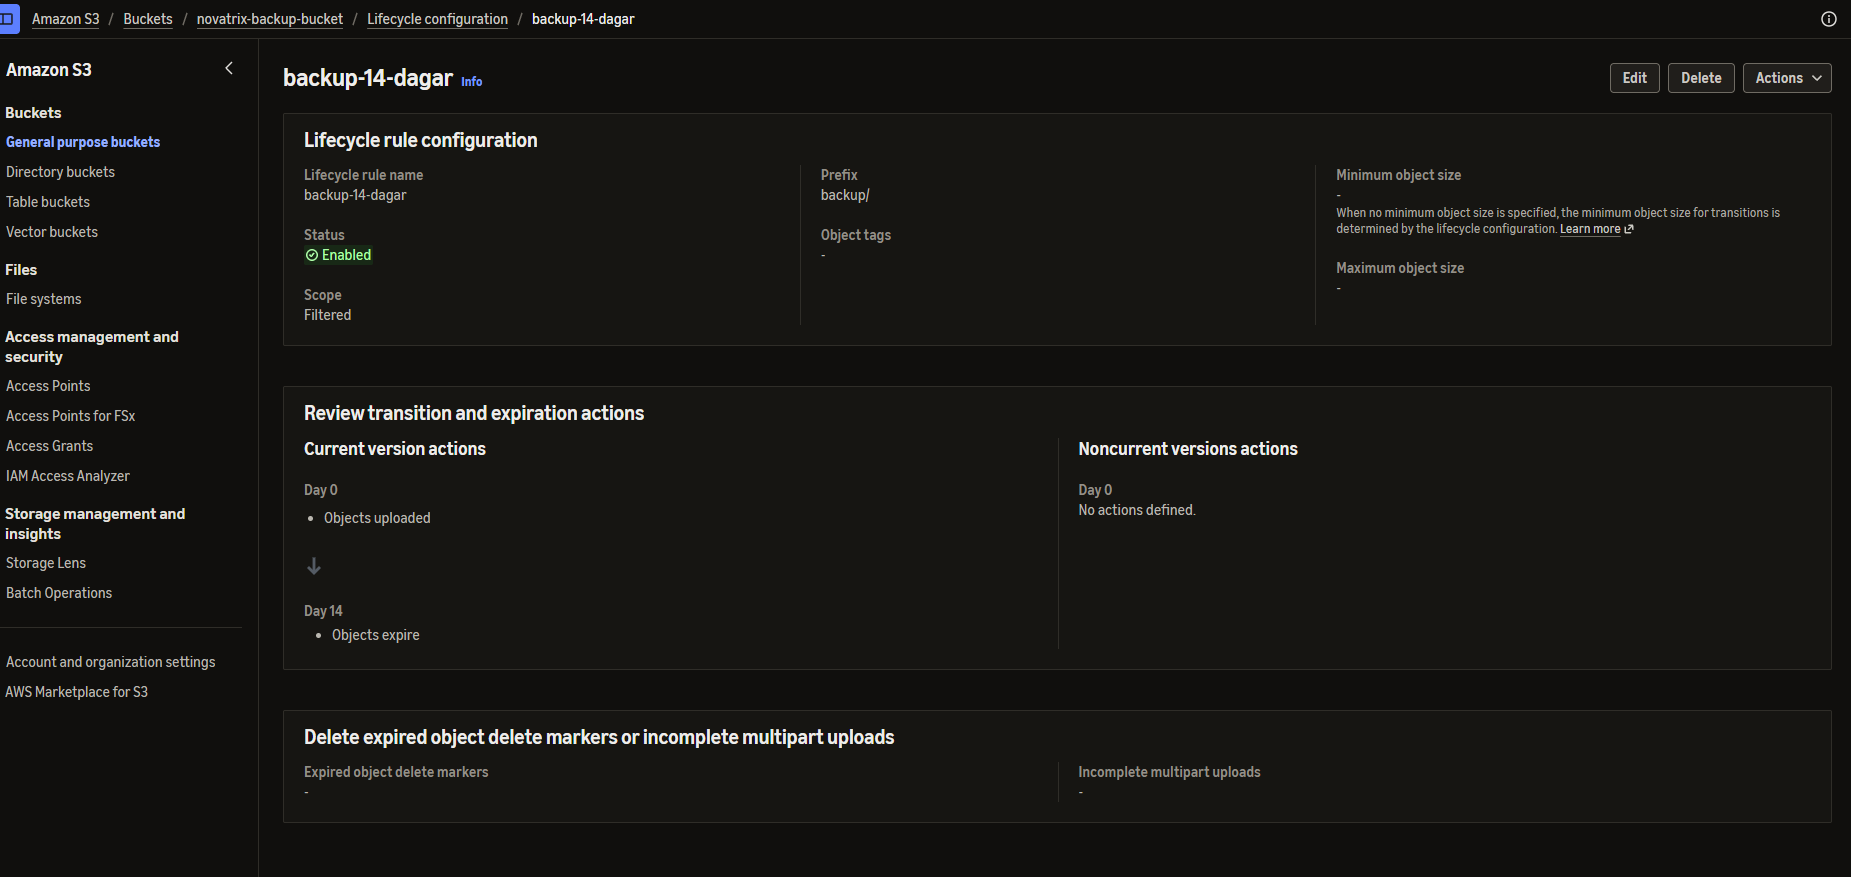 Amazon S3 / Buckets / novatrix-backup-bucket / Lifecycle configuration / backup-14-dagar
Amazon S3
Buckets
General purpose buckets
Directory buckets
Table buckets
Vector buckets
Files
File systems
Access management and
security
Access Points
Access Points for FSx
Access Grants
IAM Access Analyzer
Storage management and
insights
Storage Lens
Batch Operations
Account and organization settings
AWS Marketplace for S3
backup-14-dagar Info
Edit
Delete
Actions
Lifecycle rule configuration
Lifecycle rule name
backup-14-dagar
Status
Enabled
Scope
Filtered
Prefix
backup/
Object tags
-
Minimum object size
-
When no minimum object size is specified, the minimum object size for transitions is
determined by the lifecycle configuration. Learn more
Maximum object size
-
Review transition and expiration actions
Current version actions
Day 0
• Objects uploaded
Day 14
• Objects expire
Noncurrent versions actions
Day 0
No actions defined.
Delete expired object delete markers or incomplete multipart uploads
Expired object delete markers
-
Incomplete multipart uploads
-